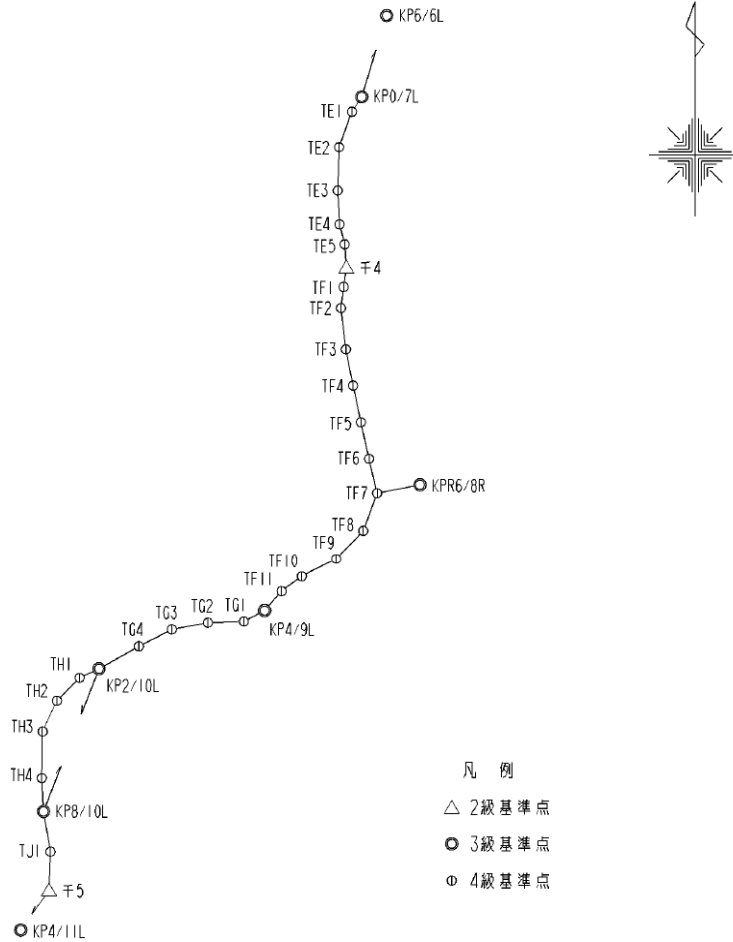 KP6/6L
KP0/7L
TE1
TE2
TE3
TE4
TE5
千4
TF1
TF2
TF3
TF4
TF5
TF6
KPR6/8R
TF7
TF8
TF9
TF10
TF11
KP4/9L
TG1
TG2
TG3
TG4
TH1
KP2/10L
TH2
TH3
TH4
KP8/10L
TJ1
千5
KP4/11L
凡 例
2級基準点
3級基準点
4級基準点